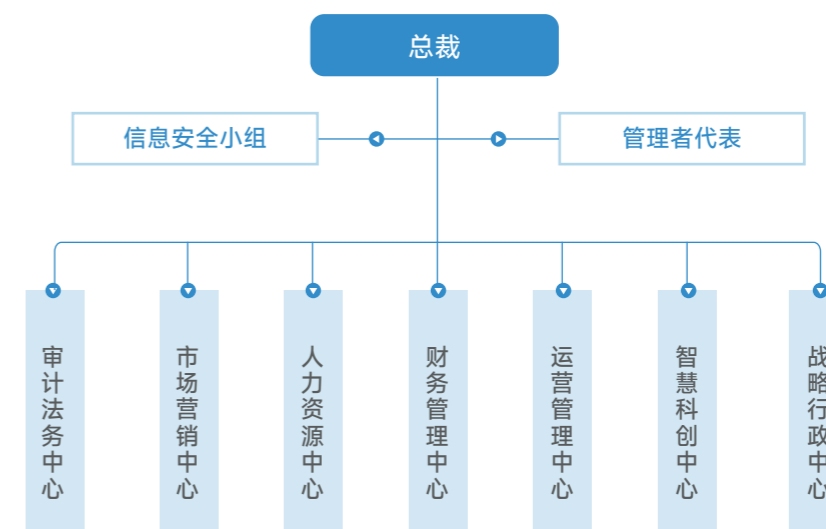 总裁
信息安全小组
管理者代表
审计法务中心
市场营销中心
人力资源中心
财务管理中心
运营管理中心
智慧科创中心
战略行政中心